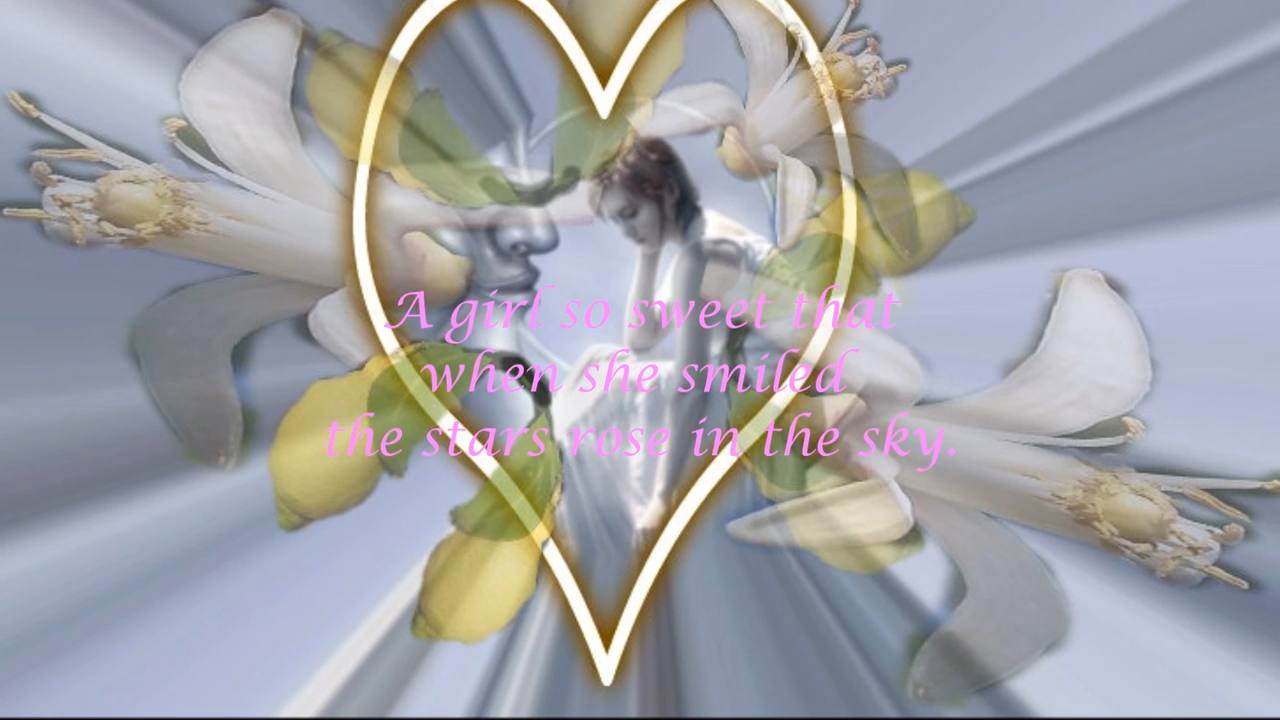 A girl so sweet that
when she smiled
the stars rose in the sky.